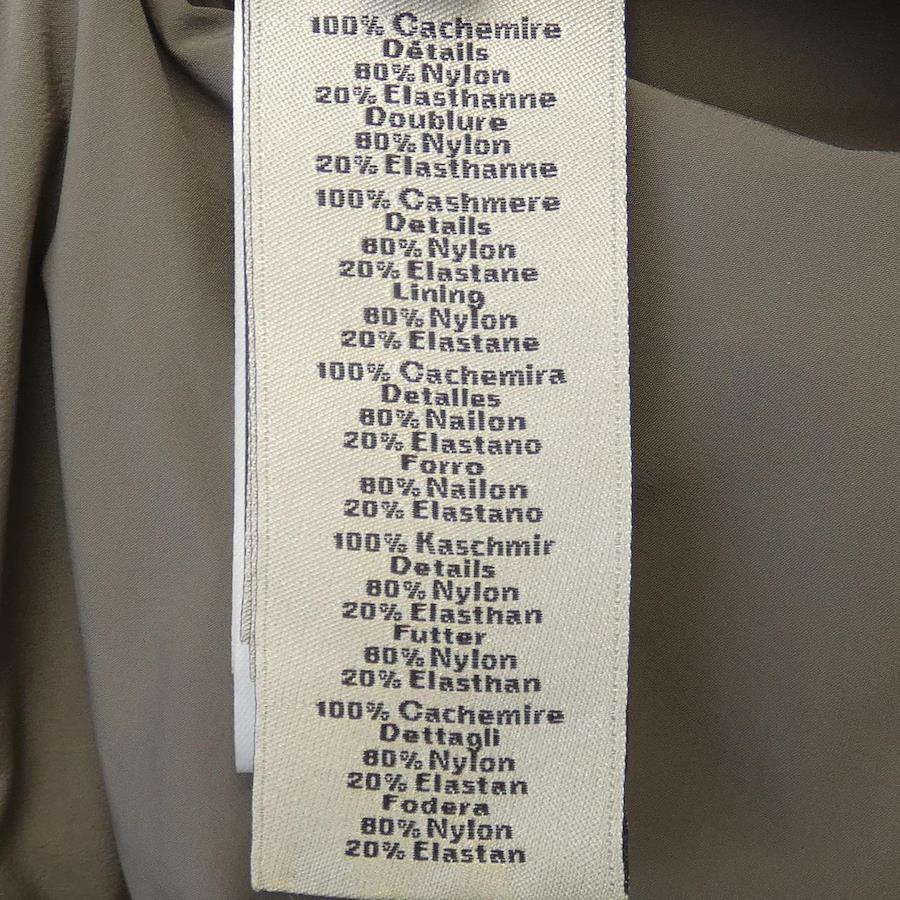 100% Cachemire
Détails
80% Nylon
20% Elasthanne
Doublure
80% Nylon
20% Elasthanne
100% Cashmere
Details
80% Nylon
20% Elastane
Lining
80% Nylon
20% Elastane
100% Cachemira
Detalles
80% Nailon
20% Elastano
Forro
80% Nailon
20% Elastano
100% Kaschmir
Details
80% Nylon
20% Elasthan
Futter
80% Nylon
20% Elasthan
100% Cachemire
Dettagli
80% Nylon
20% Elastan
Fodera
80% Nylon
20% Elastan